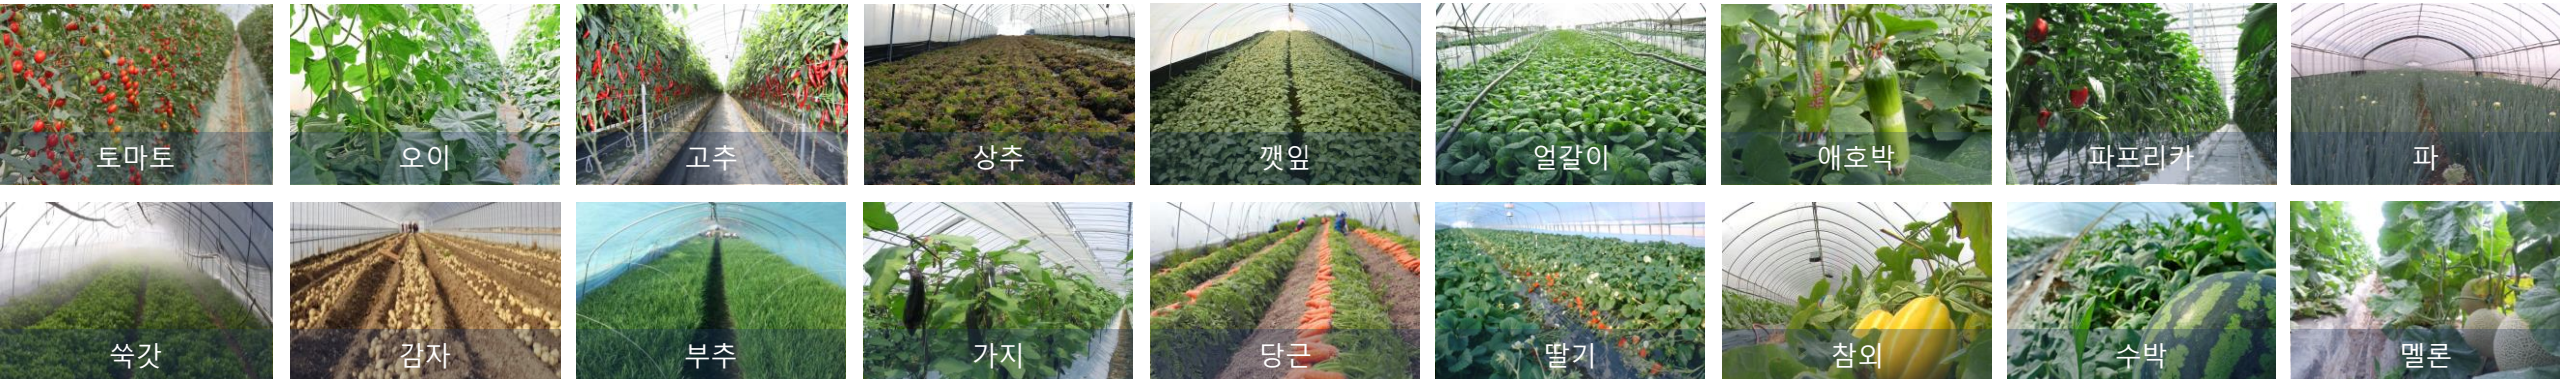 토마토
오이
고추
상추
깻잎
얼갈이
애호박
파프리카
파
쑥갓
감자
부추
가지
당근
딸기
참외
수박
멜론